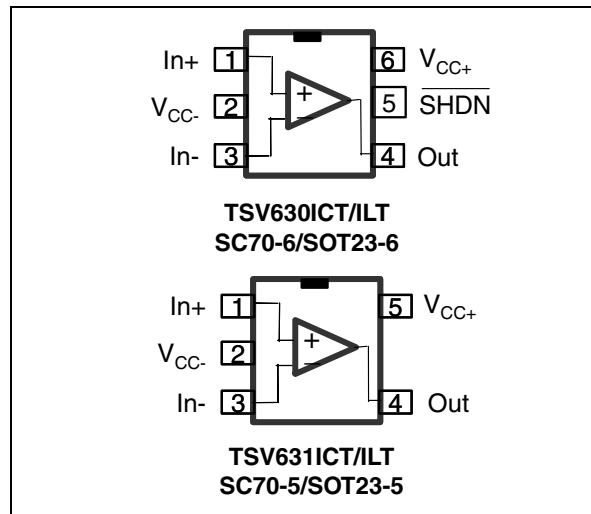 In+ 1 6 VCC+
VCC- 2 5 SHDN
In- 3 4 Out
+
−
TSV630ICT/ILT
SC70-6/SOT23-6
In+ 1 5 VCC+
VCC- 2
In- 3 4 Out
+
−
TSV631ICT/ILT
SC70-5/SOT23-5